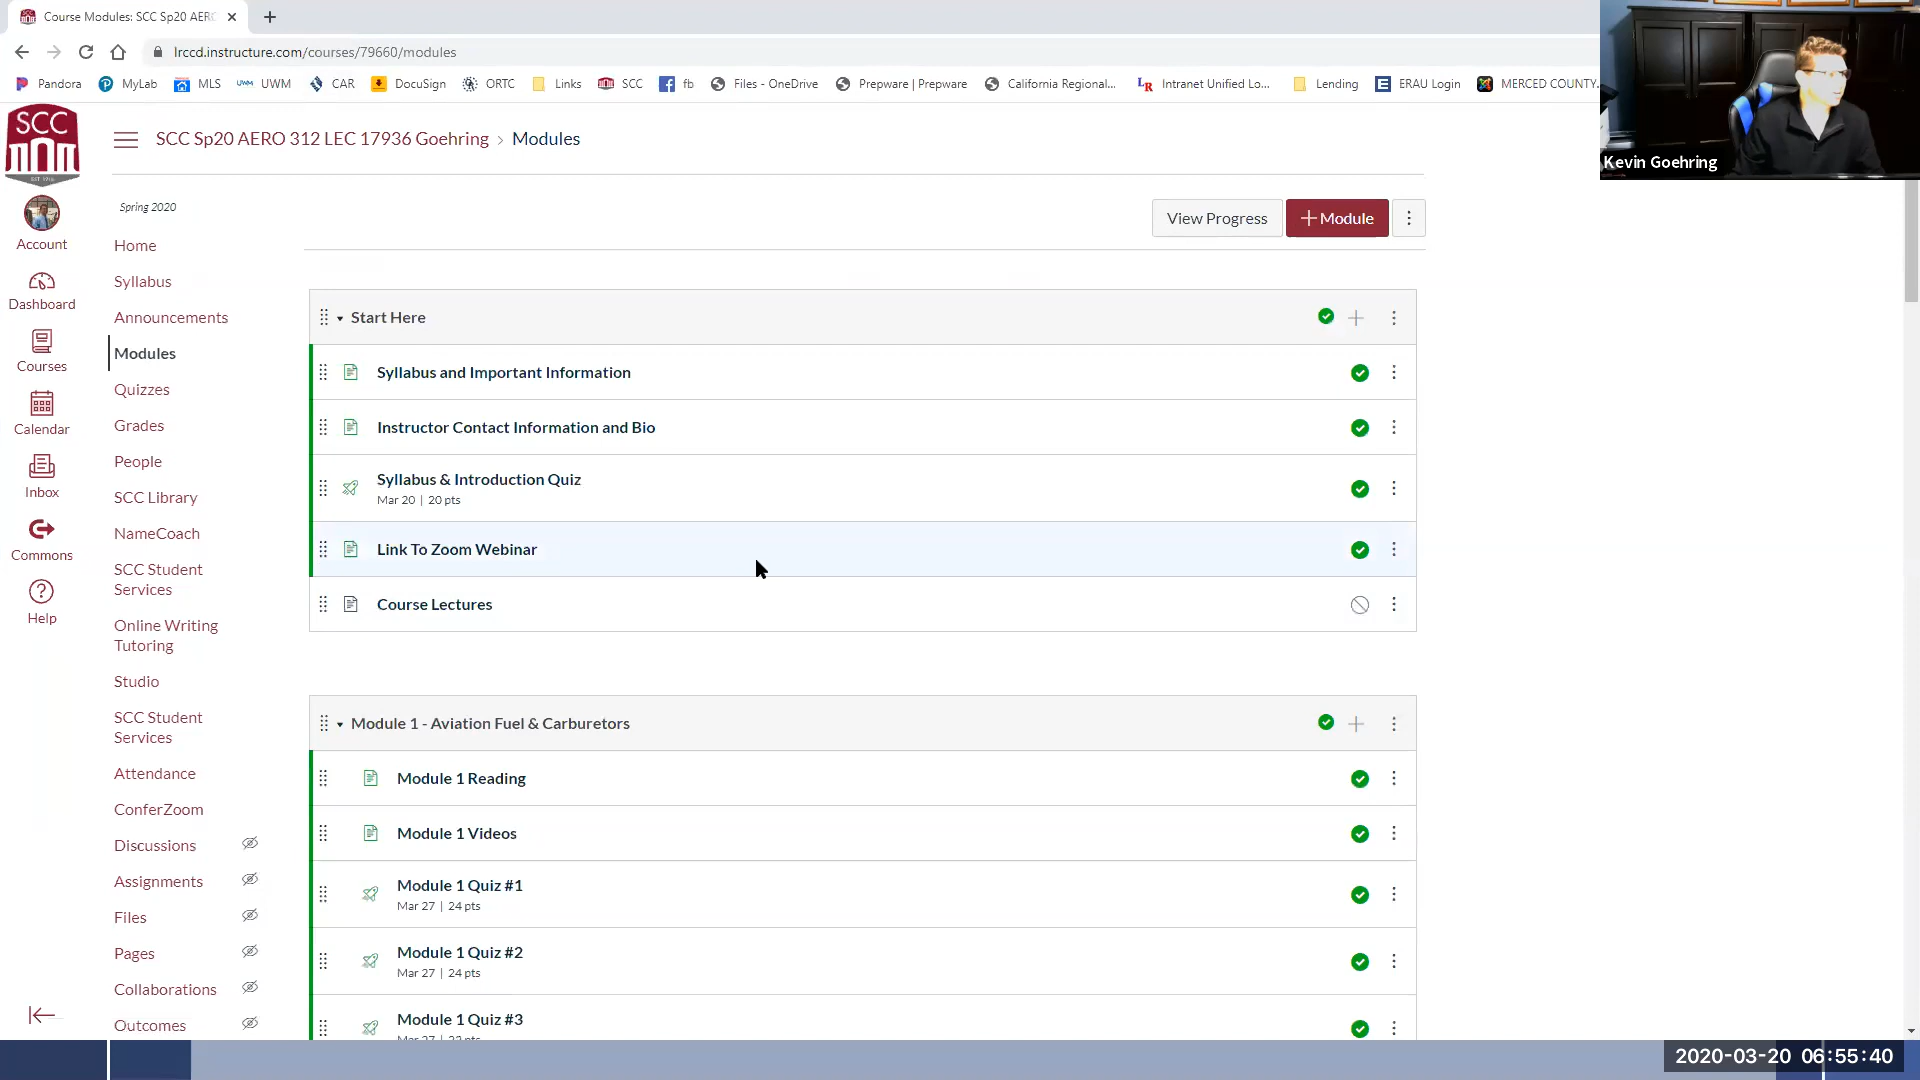 Course Modules: SCC Sp20 AERO
lrccd.instructure.com/courses/79660/modules
Pandora MyLab MLS UWM UWM CAR DocuSign ORTC Links SCC fb Files - OneDrive Prepware | Prepware California Regional... LR Intranet Unified Lo... Lending ERAU Login MERCED COUNTY...
Kevin Goehring
SCC
SCC Sp20 AERO 312 LEC 17936 Goehring › Modules
Account
Dashboard
Courses
Calendar
Inbox
Commons
Help
Spring 2020
Home
Syllabus
Announcements
Modules
Quizzes
Grades
People
SCC Library
NameCoach
SCC Student
Services
Online Writing
Tutoring
Studio
SCC Student
Services
Attendance
ConferZoom
Discussions
Assignments
Files
Pages
Collaborations
Outcomes
View Progress
+ Module
Start Here
Syllabus and Important Information
Instructor Contact Information and Bio
Syllabus & Introduction Quiz
Mar 20 | 20 pts
Link To Zoom Webinar
Course Lectures
Module 1 - Aviation Fuel & Carburetors
Module 1 Reading
Module 1 Videos
Module 1 Quiz #1
Mar 27 | 24 pts
Module 1 Quiz #2
Mar 27 | 24 pts
Module 1 Quiz #3
2020-03-20 06:55:40